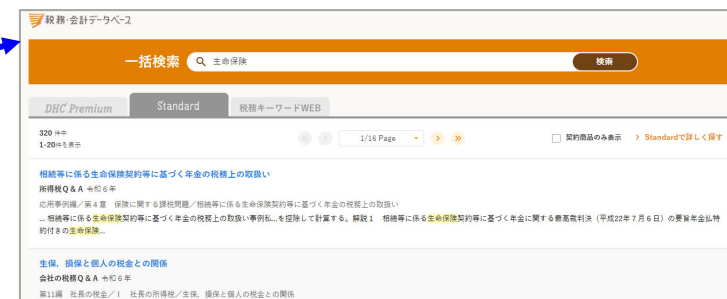 税務・会計データベース
一括検索 生命保険 検索
DHC Premium Standard 税務キーワードWEB
320 件中
1-20件を表示
1/16 Page
契約商品のみ表示 Standardで詳しく探す
相続等に係る生命保険契約等に基づく年金の税務上の取扱い
所得税Q & A 令和６年
応用事例編／第４章 保険に関する課税問題／相続等に係る生命保険契約等に基づく年金の税務上の取扱い
... 相続等に係る生命保険契約等に基づく年金の税務上の取扱い事例私...を控除して計算する。解説１ 相続等に係る生命保険契約等に基づく年金に関する最高裁判決（平成22年７月６日）の要旨年金払特
約付きの生命保険...
生保，損保と個人の税金との関係
会社の税務Q & A 令和６年
第11編 社長の税金／Ⅰ 社長の所得税／生保，損保と個人の税金との関係